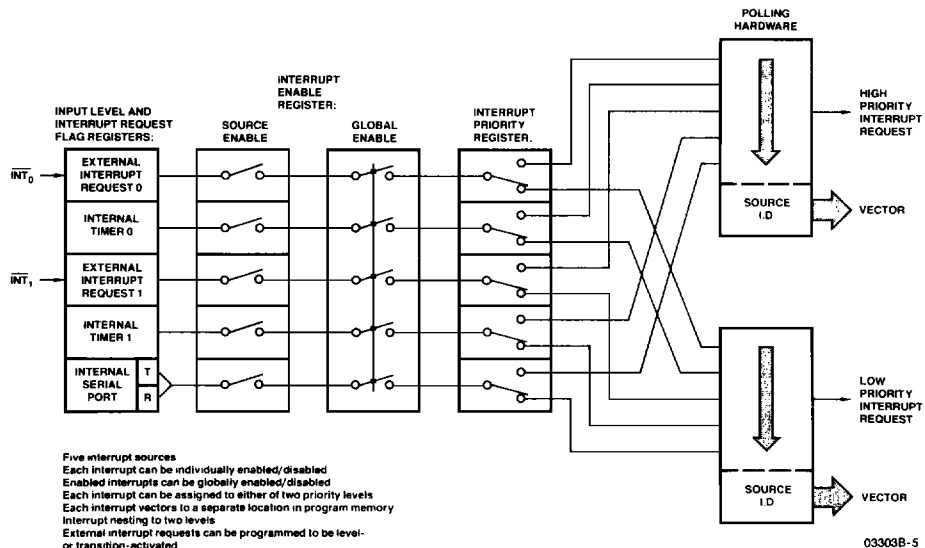 POLLING
HARDWARE
INTERRUPT
ENABLE
REGISTER:
INPUT LEVEL AND
INTERRUPT REQUEST
FLAG REGISTERS:
SOURCE
ENABLE
GLOBAL
ENABLE
INTERRUPT
PRIORITY
REGISTER.
HIGH
PRIORITY
INTERRUPT
REQUEST
INT0
EXTERNAL
INTERRUPT
REQUEST 0
SOURCE
I.D
VECTOR
INTERNAL
TIMER 0
INT1
EXTERNAL
INTERRUPT
REQUEST 1
INTERNAL
TIMER 1
INTERNAL
SERIAL
PORT
T
R
LOW
PRIORITY
INTERRUPT
REQUEST
SOURCE
I.D
VECTOR
Five interrupt sources
Each interrupt can be individually enabled/disabled
Enabled interrupts can be globally enabled/disabled
Each interrupt can be assigned to either of two priority levels
Each interrupt vectors to a separate location in program memory
Interrupt nesting to two levels
External interrupt requests can be programmed to be level-
or transition-activated
03303B-5